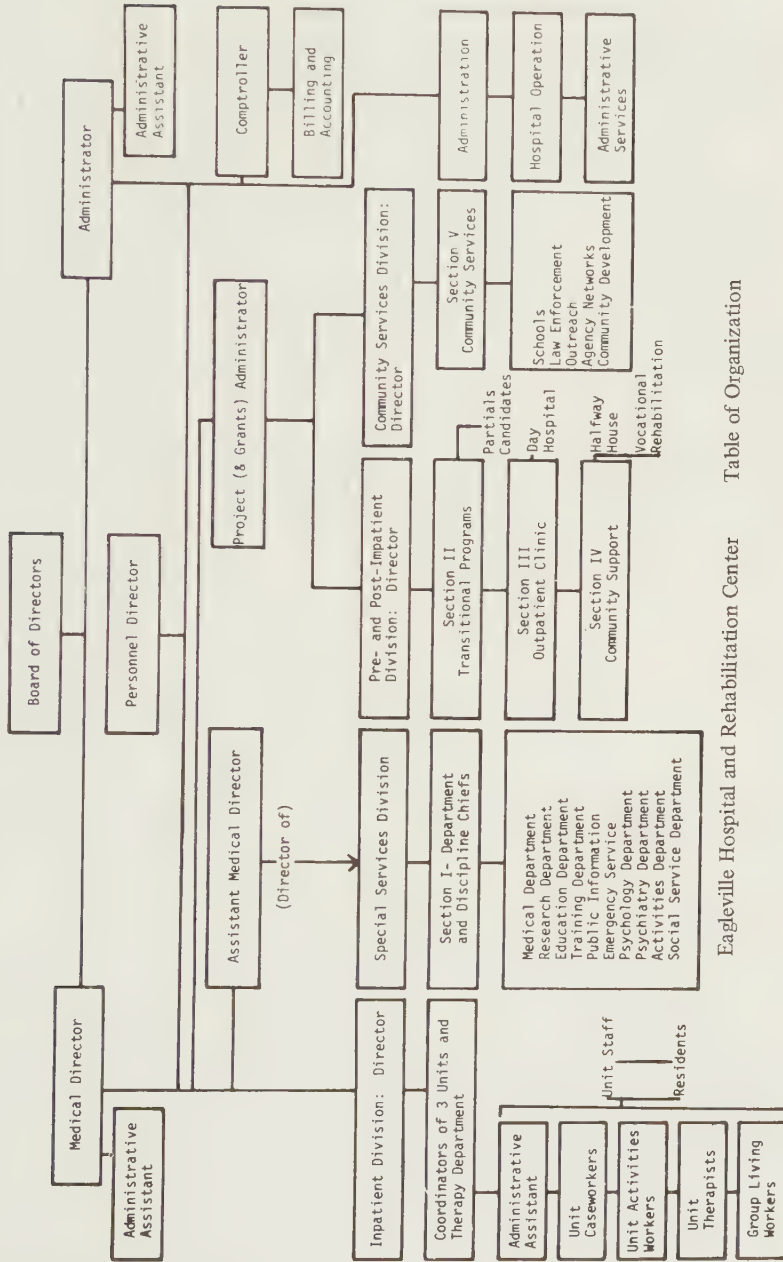 Board of Directors
Medical Director
Administrator
Administrative
Assistant
Administrative
Assistant
Personnel Director
Comptroller
Billing and
Accounting
Assistant Medical Director
(Director of)
Project (& Grants) Administrator
Inpatient Division: Director
Special Services Division
Pre- and Post-Impatient
Division: Director
Community Services Division:
Director
Administration
Coordinators of 3 Units and
Therapy Department
Section I- Department
and Discipline Chiefs
Section II
Transitional Programs
Partials
Candidates
Section V
Community Services
Hospital Operation
Administrative
Assistant
Unit
Caseworkers
Unit Activities
Workers
Unit
Therapists
Group Living
Workers
Unit Staff
Residents
Medical Department
Research Department
Education Department
Training Department
Public Information
Emergency Service
Psychology Department
Psychiatry Department
Activities Department
Social Service Department
Section III
Outpatient Clinic
Day
Hospital
Section IV
Community Support
Halfway
House
Vocational
Rehabilitation
Schools
Law Enforcement
Outreach
Agency Networks
Community Development
Administrative
Services
Eagleville Hospital and Rehabilitation Center Table of Organization